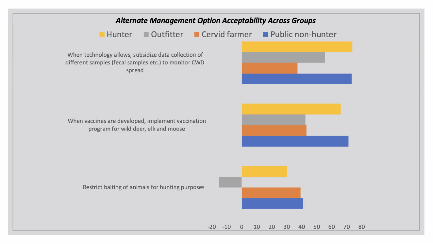 Alternate Management Option Acceptability Across Groups
Hunter Outfitter Cervid farmer Public non-hunter
When technology allows, subsidize data collection of
different samples (fecal samples etc.) to monitor CWD
spread
When vaccines are developed, implement vaccination
program for wild deer, elk and moose
Restrict baiting of animals for hunting purposes
-20 -10 0 10 20 30 40 50 60 70 80